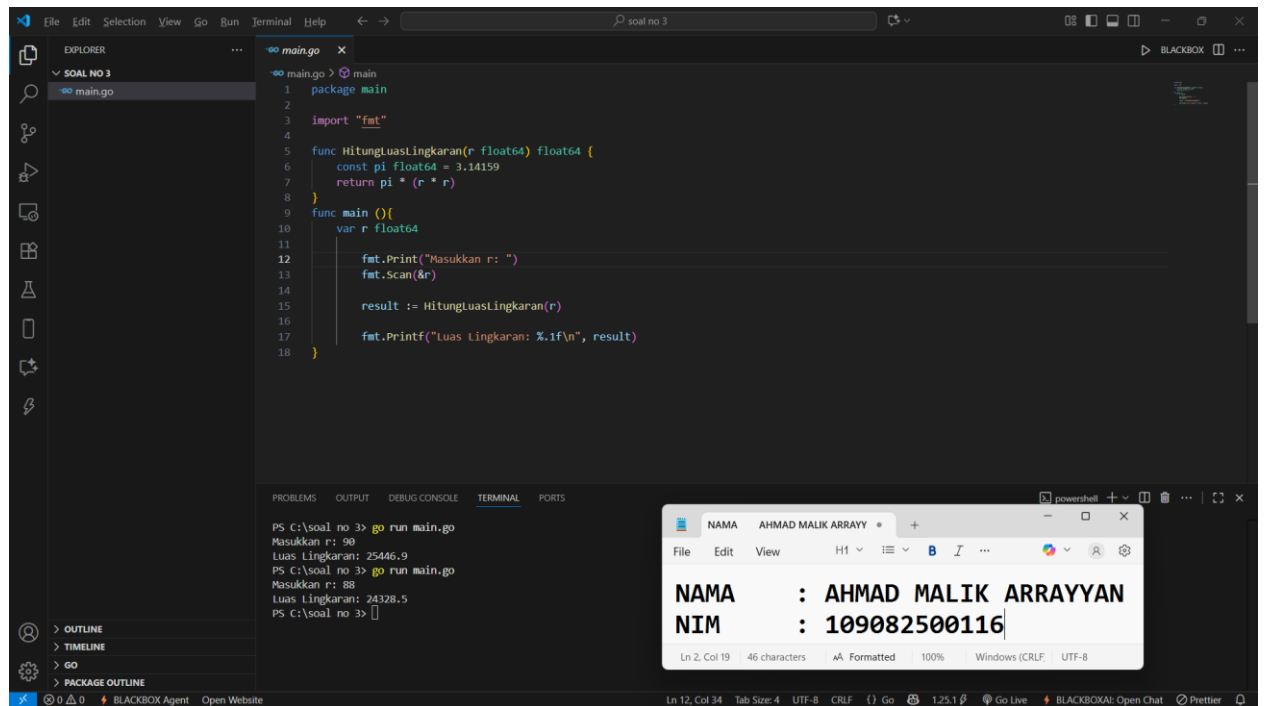 File Edit Selection View Go Run Terminal Help ← → soal no 3
EXPLORER ...
SOAL NO 3
main.go
main.go ×
BLACKBOX ...
main.go > main
1 package main
2
3 import "fmt"
4
5 func HitungLuasLingkaran(r float64) float64 {
6 const pi float64 = 3.14159
7 return pi * (r * r)
8 }
9 func main (){
10 var r float64
11
12 fmt.Print("Masukkan r: ")
13 fmt.Scan(&r)
14
15 result := HitungLuasLingkaran(r)
16
17 fmt.Printf("Luas Lingkaran: %.1f\n", result)
18 }
PROBLEMS OUTPUT DEBUG CONSOLE TERMINAL PORTS
powershell
PS C:\soal no 3> go run main.go
Masukkan r: 90
Luas Lingkaran: 25446.9
PS C:\soal no 3> go run main.go
Masukkan r: 88
Luas Lingkaran: 24328.5
PS C:\soal no 3>
NAMA AHMAD MALIK ARRAYY
File Edit View H1 B I ...
NAMA : AHMAD MALIK ARRAYYAN
NIM : 109082500116
Ln 2, Col 19 46 characters Formatted 100% Windows (CRLF) UTF-8
OUTLINE
TIMELINE
GO
PACKAGE OUTLINE
0 0 BLACKBOX Agent Open Website
Ln 12, Col 34 Tab Size: 4 UTF-8 CRLF {} Go 1.25.1 Go Live BLACKBOXAI: Open Chat Prettier